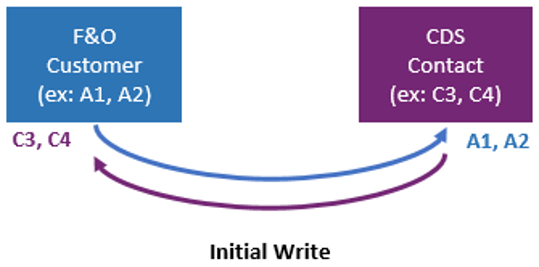 F&O
Customer
(ex: A1, A2)
CDS
Contact
(ex: C3, C4)
C3, C4
A1, A2
Initial Write